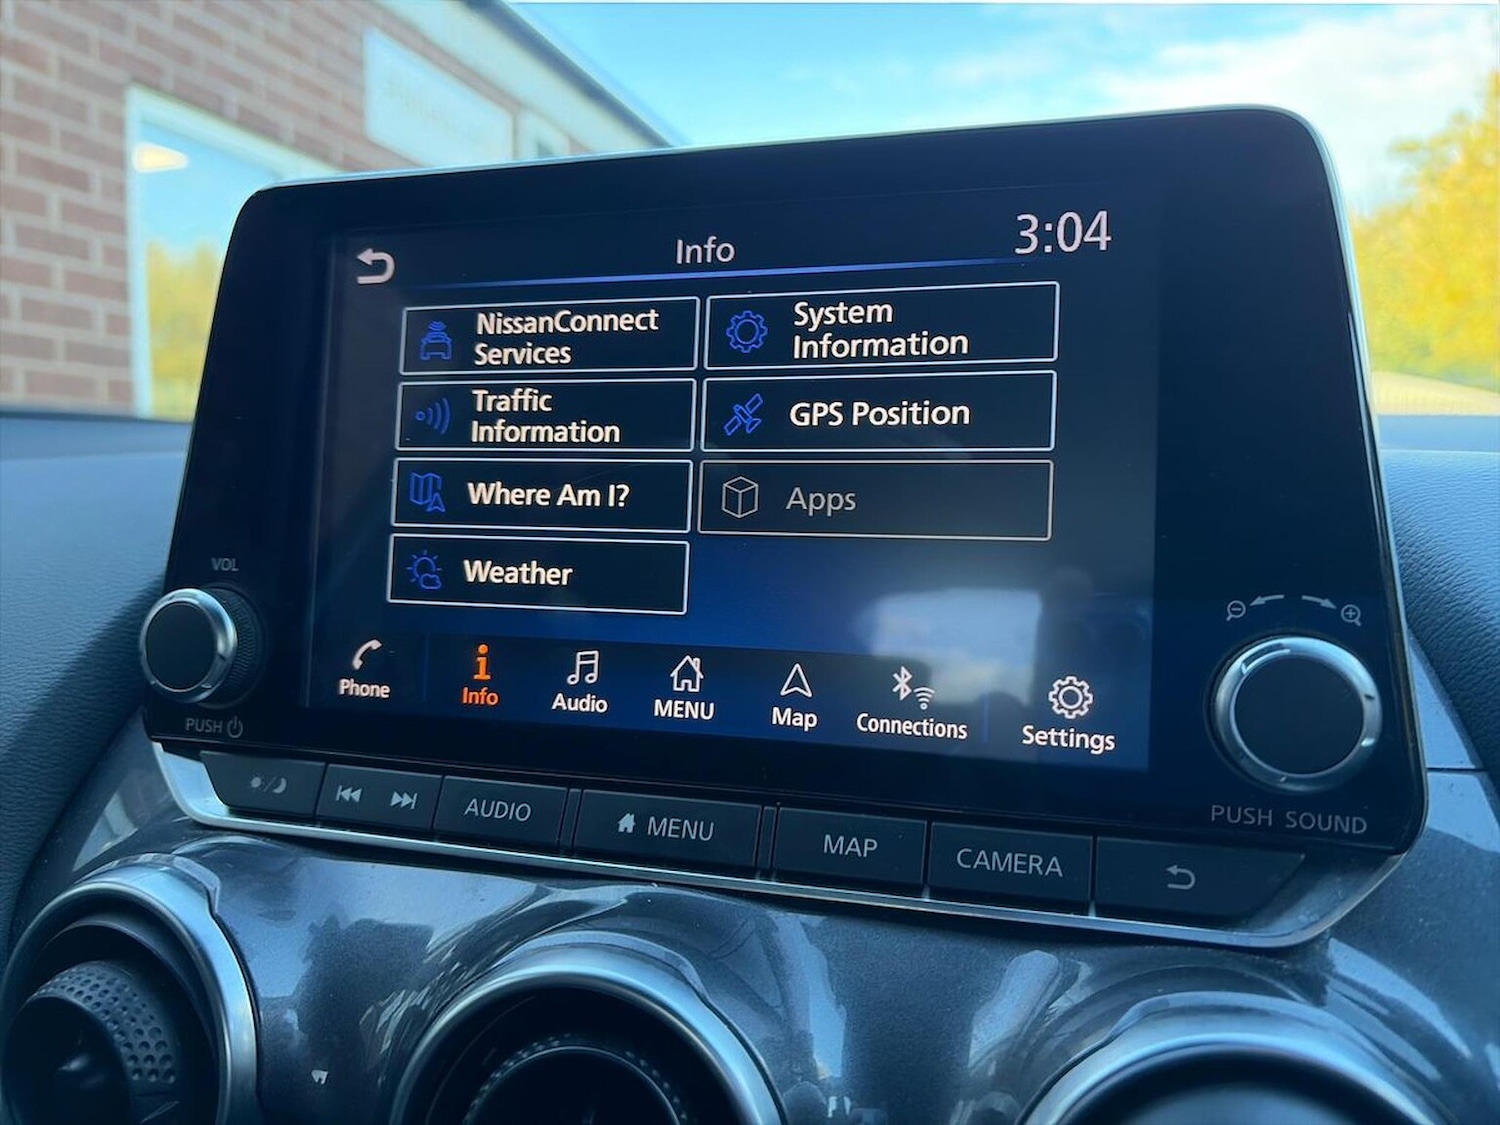 Info
3:04
NissanConnect
Services
System
Information
Traffic
Information
GPS Position
Where Am I?
Apps
Weather
VOL
PUSH
Phone
Info
Audio
MENU
Map
Connections
Settings
PUSH SOUND
AUDIO
MENU
MAP
CAMERA